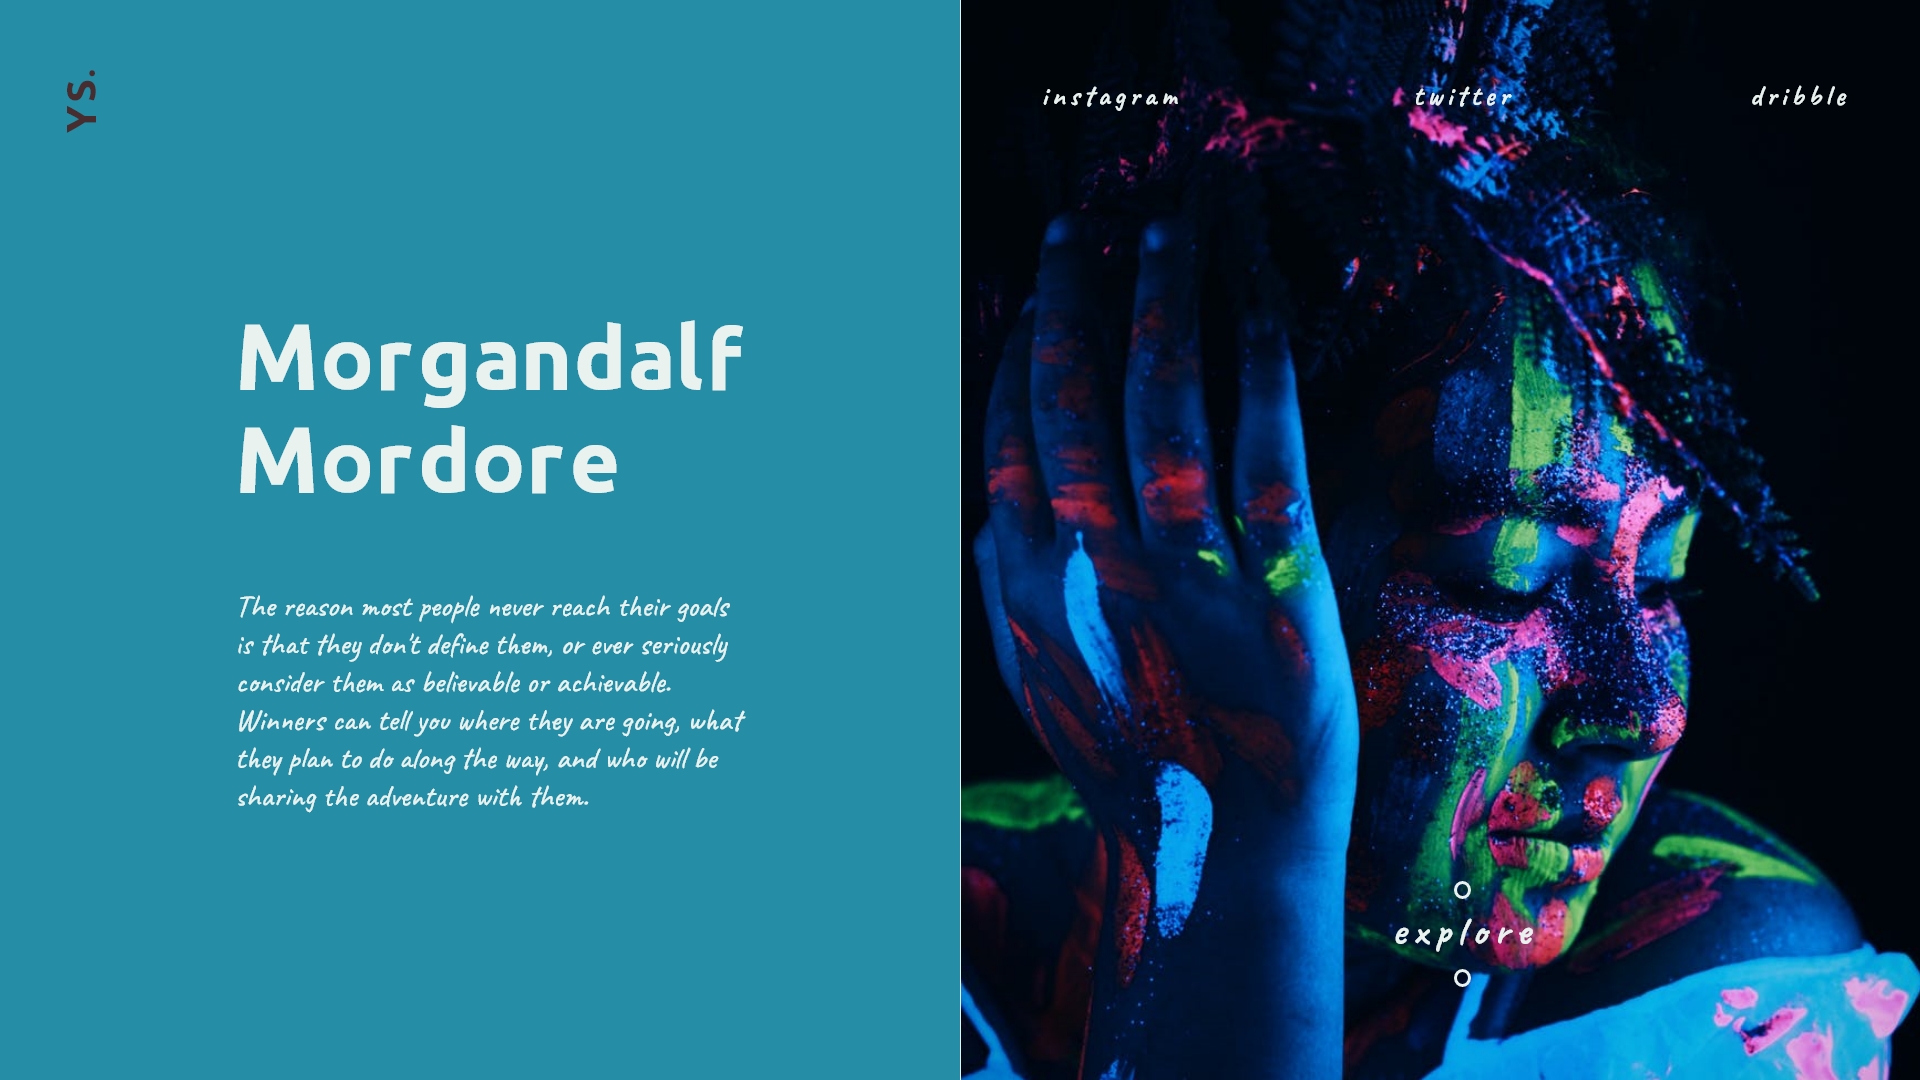 Ys.
instagram
twitter
dribble
Morgandalf
Mordore
The reason most people never reach their goals
is that they don't define them, or ever seriously
consider them as believable or achievable.
Winners can tell you where they are going, what
they plan to do along the way, and who will be
sharing the adventure with them.
explore